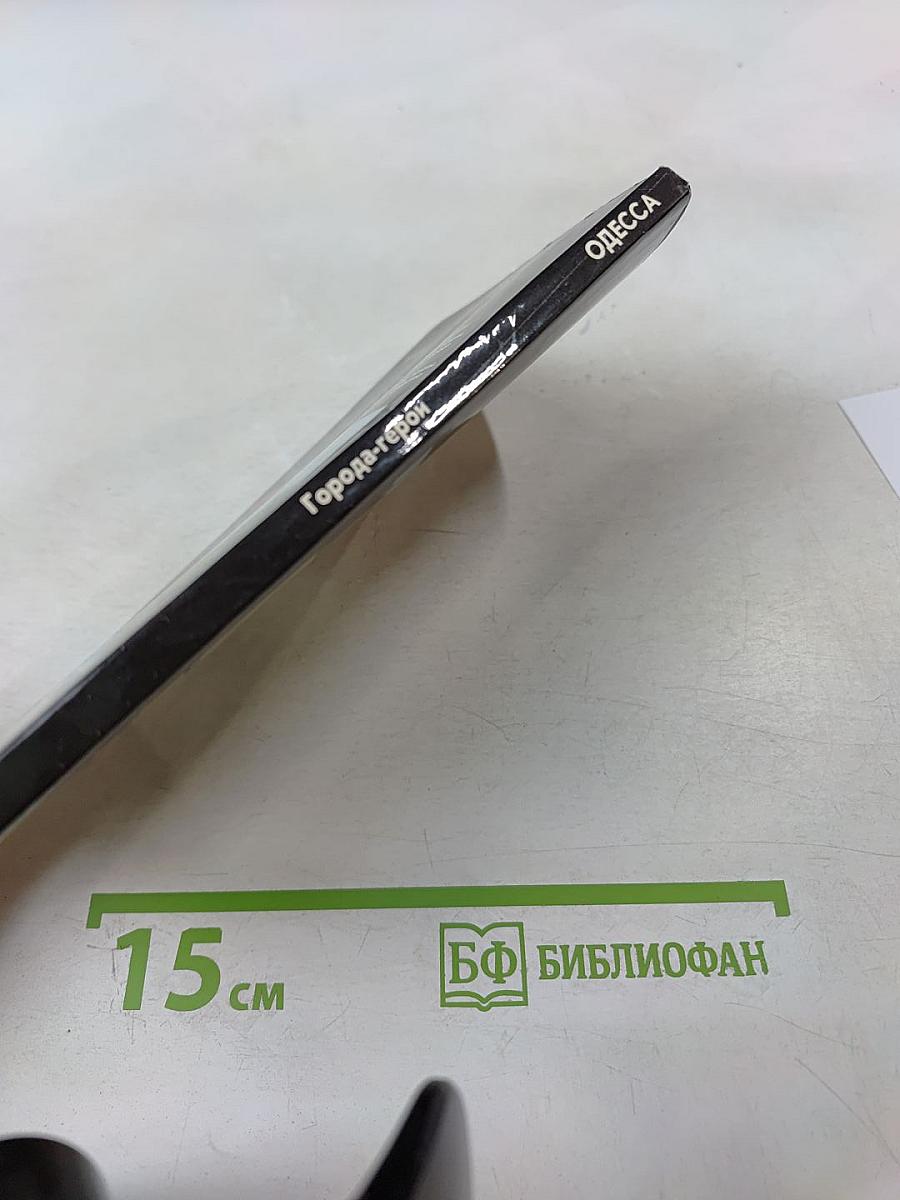 ОДЕССА
Города-герои
15 см
БФ БИБЛИОФАН